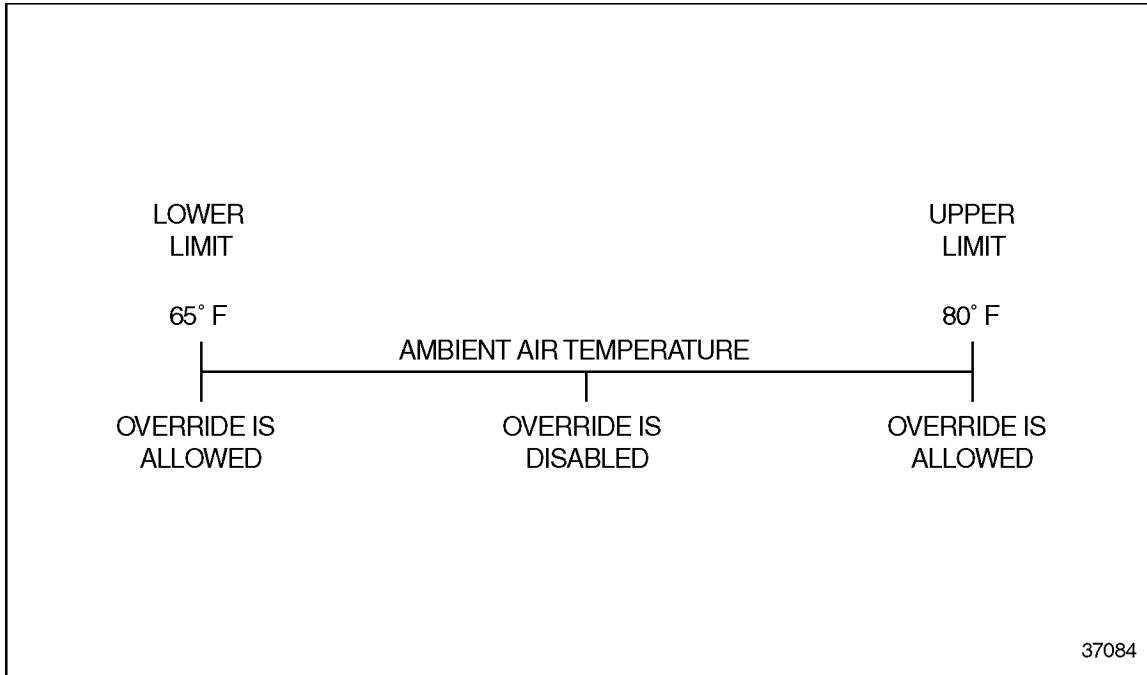 LOWER
LIMIT
UPPER
LIMIT
65° F
80° F
AMBIENT AIR TEMPERATURE
OVERRIDE IS
ALLOWED
OVERRIDE IS
DISABLED
OVERRIDE IS
ALLOWED
37084